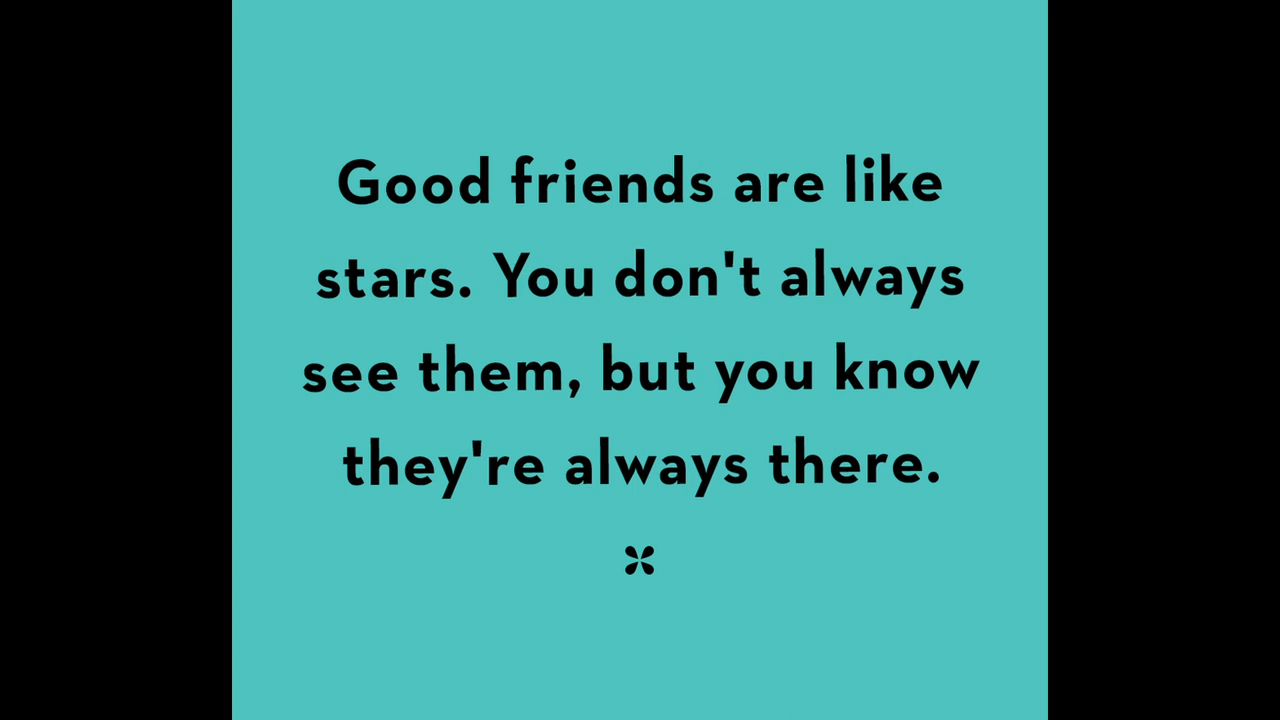 Good friends are like
stars. You don't always
see them, but you know
they're always there.